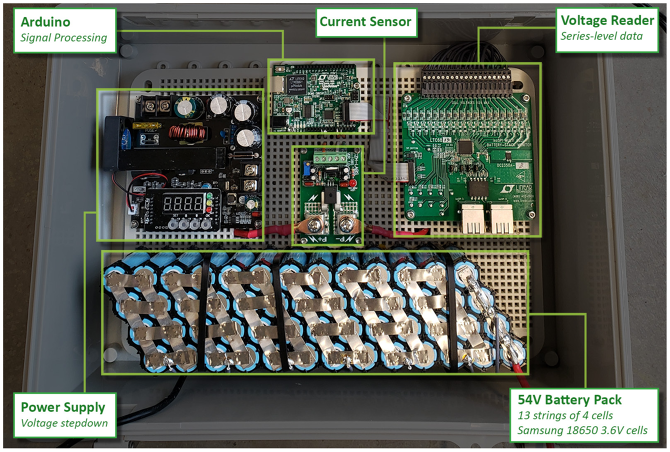 Arduino
Signal Processing
Current Sensor
Voltage Reader
Series-level data
P+
P-
Power Supply
Voltage stepdown
54V Battery Pack
13 strings of 4 cells
Samsung 18650 3.6V cells